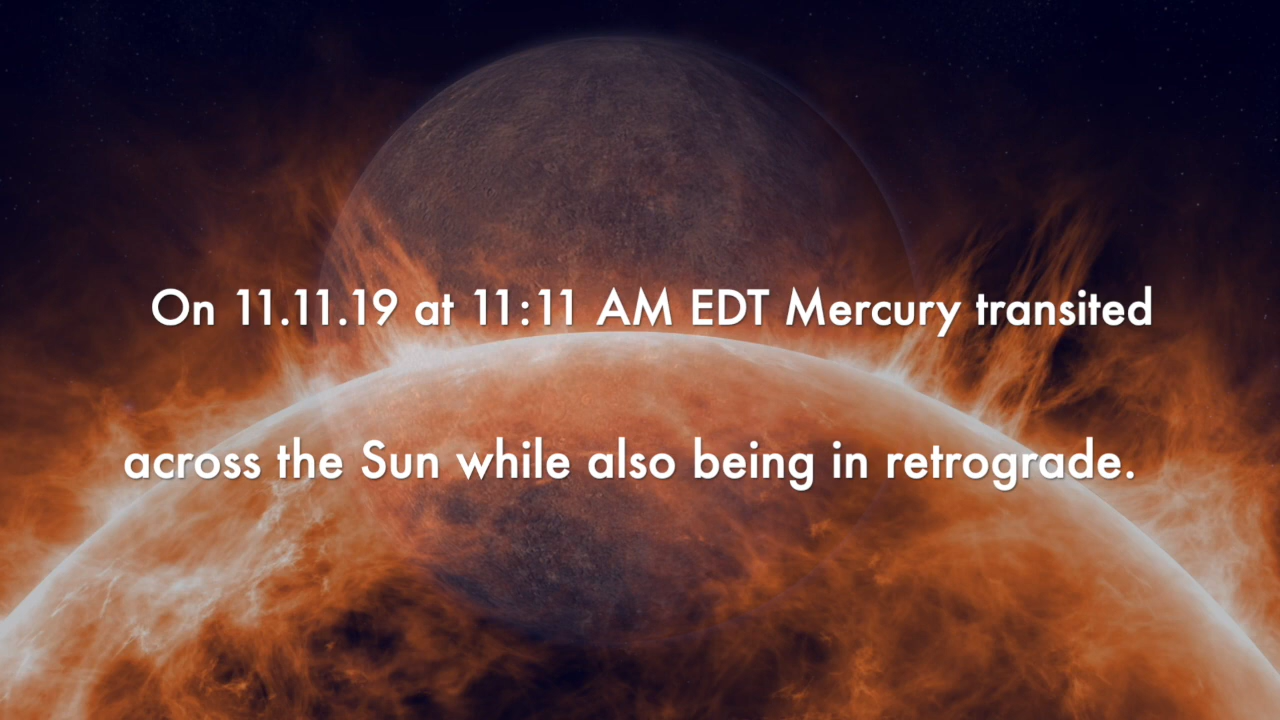 On 11.11.19 at 11:11 AM EDT Mercury transited
across the Sun while also being in retrograde.